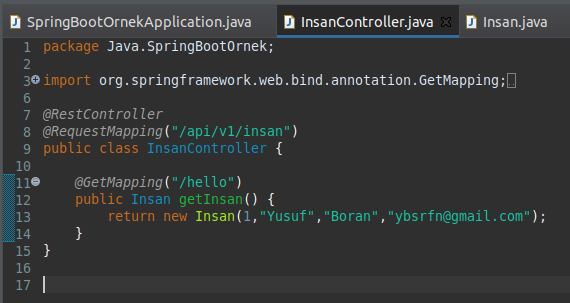 SpringBootOrnekApplication.java InsanController.java Insan.java
1 package Java.SpringBootOrnek;
2
3 import org.springframework.web.bind.annotation.GetMapping;
6
7 @RestController
8 @RequestMapping("/api/v1/insan")
9 public class InsanController {
10
11 @GetMapping("/hello")
12 public Insan getInsan() {
13 return new Insan(1,"Yusuf","Boran","ybsrfn@gmail.com");
14 }
15 }
16
17